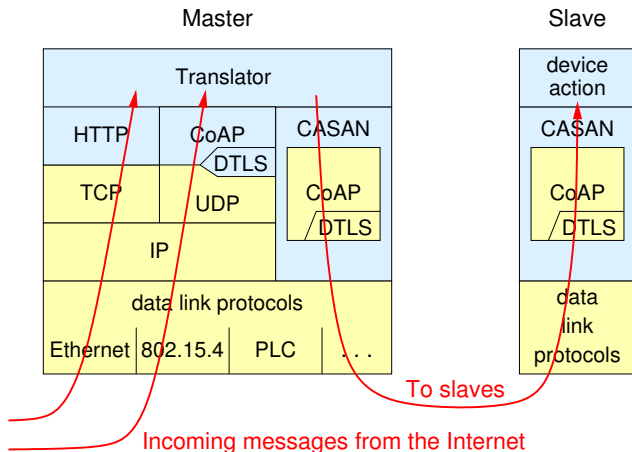 Master
Slave
Translator
device
action
HTTP
CoAP
CASAN
CASAN
DTLS
TCP
UDP
CoAP
CoAP
DTLS
DTLS
IP
data link protocols
data
link
protocols
Ethernet
802.15.4
PLC
. . .
To slaves
Incoming messages from the Internet